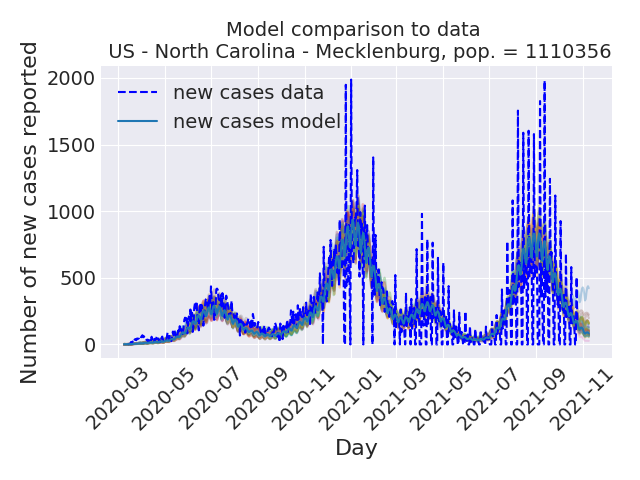 Model comparison to data
US - North Carolina - Mecklenburg, pop. = 1110356
Number of new cases reported
2000
1500
1000
500
0
new cases data
new cases model
2020-03
2020-05
2020-07
2020-09
2020-11
2021-01
2021-03
2021-05
2021-07
2021-09
2021-11
Day